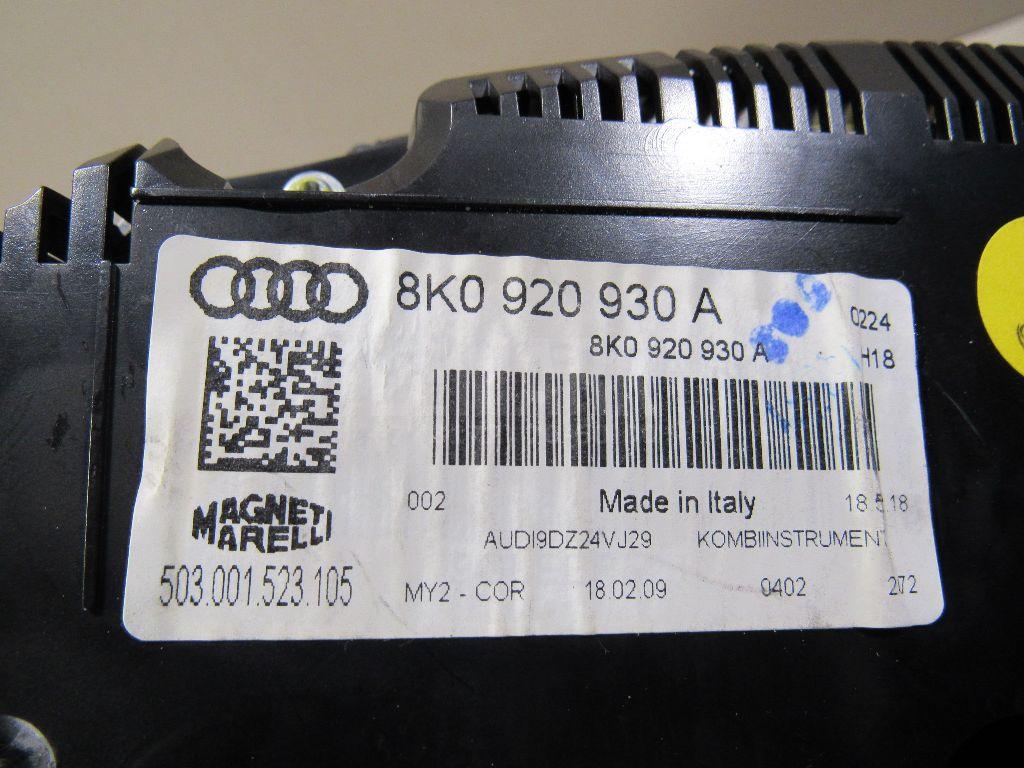 8K0 920 930 A
0224
8K0 920 930 A
H18
MAGNETI
MARELLI
503.001.523.105
002 Made in Italy
AUDI9DZ24VJ29 KOMBIINSTRUMENT
MY2 - COR 18.02.09 0402 272